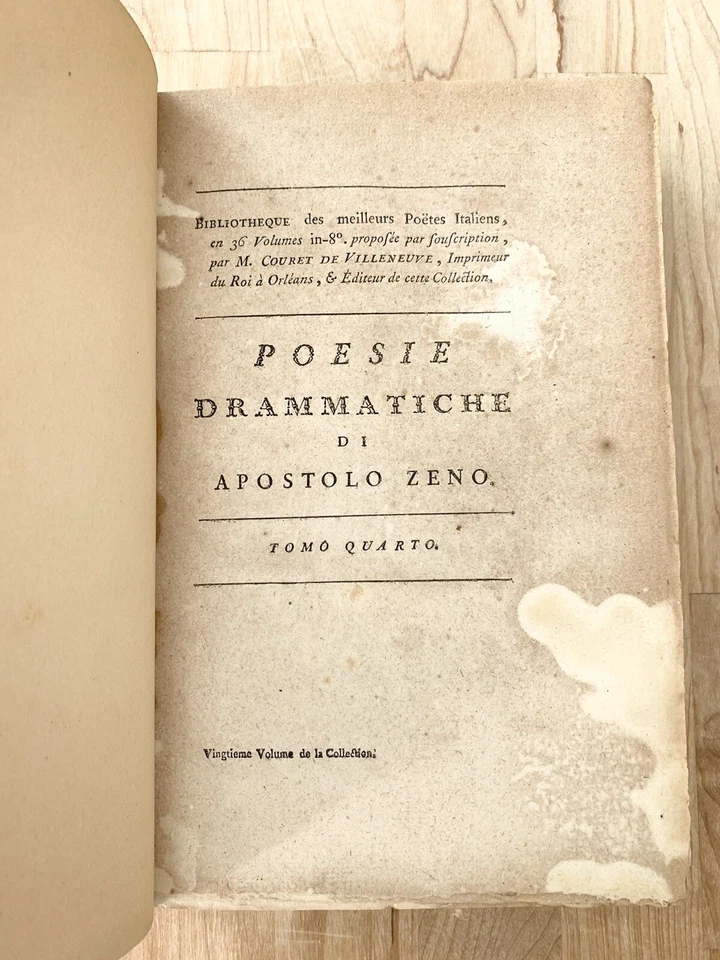 BIBLIOTHEQUE des meilleurs Poëtes Italiens,
en 36 Volumes in-8°. propoſée par ſouſcription,
par M. COURET DE VILLENEUVE, Imprimeur
du Roi à Orléans, & Éditeur de cette Collection.
POESIE
DRAMMATICHE
DI
APOSTOLO ZENO.
TOMO QUARTO.
Vingtieme Volume de la Collection.